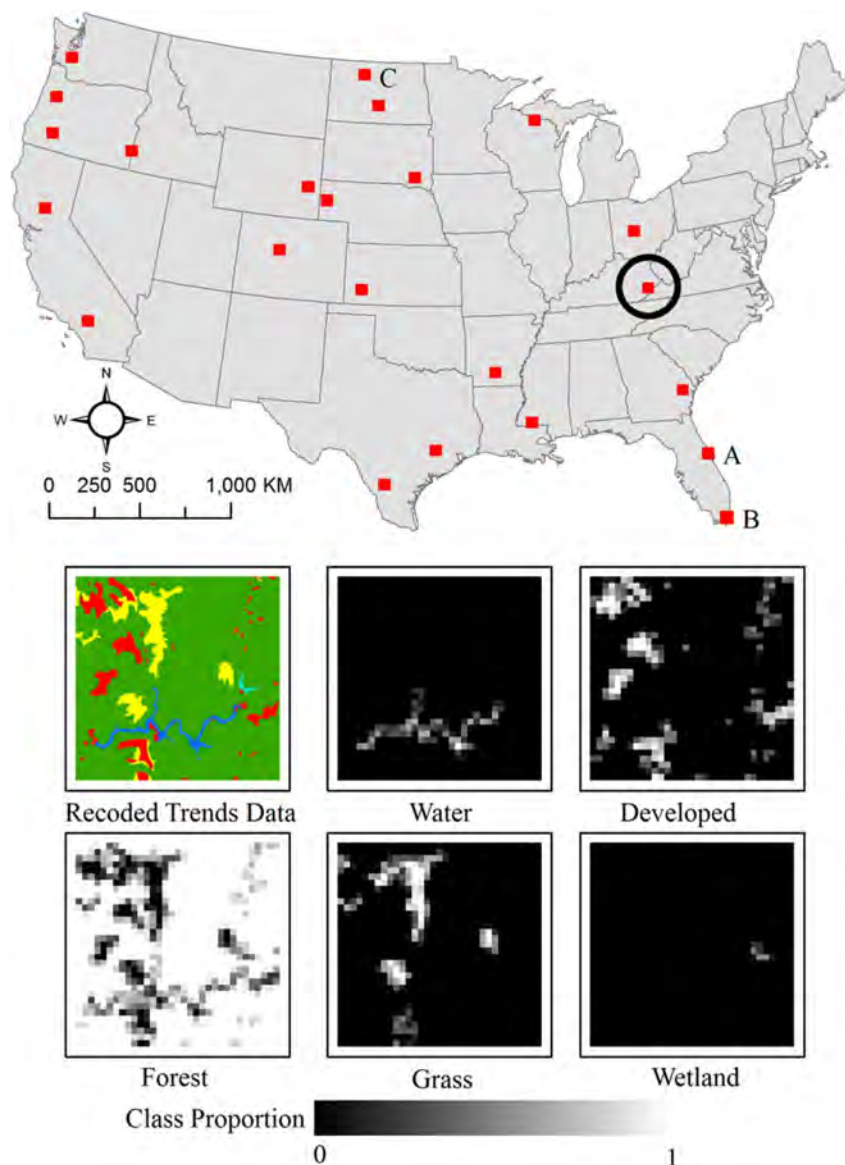 C
N
W E
S
A
0 250 500 1,000 KM
B
Recoded Trends Data Water Developed
Forest Grass Wetland
Class Proportion
0 1